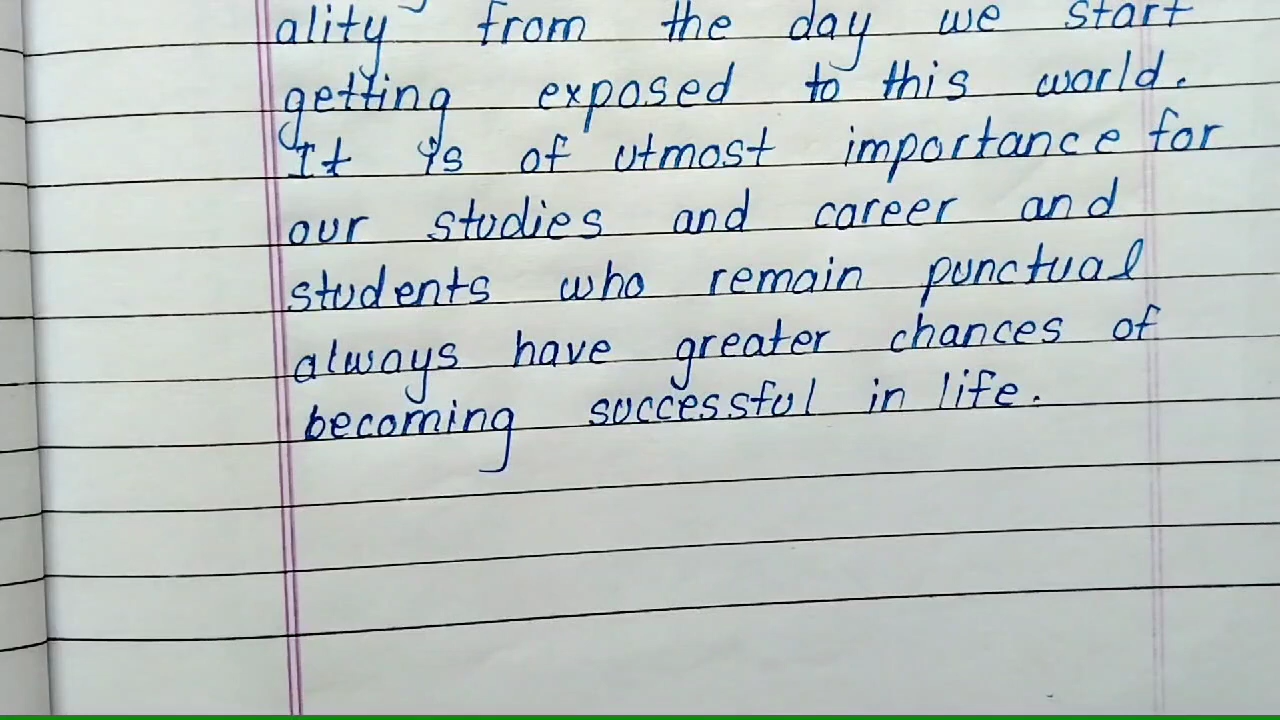 ality from the day we start
getting exposed to this world.
It is of utmost importance for
our studies and career and
students who remain punctual
always have greater chances of
becoming successful in life.